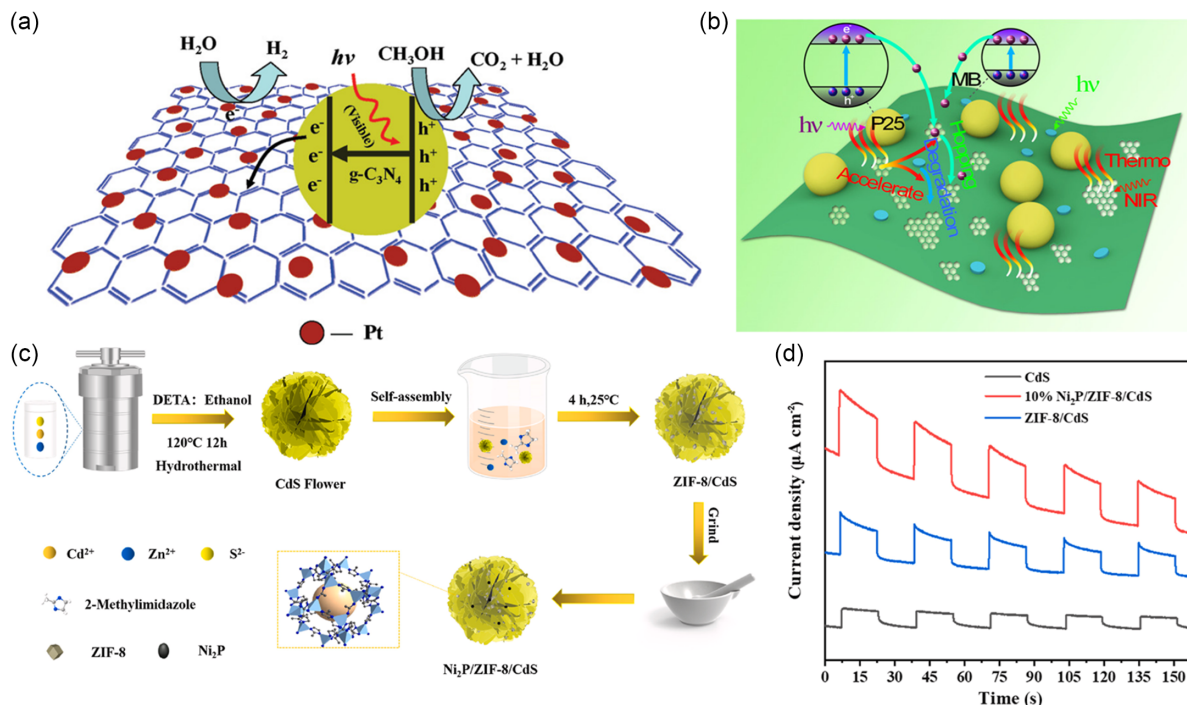 (a)
H₂O
H₂
hν
CH₃OH
CO₂ + H₂O
e⁻
(Visible)
e⁻
e⁻
e⁻
h⁺
h⁺
h⁺
g-C₃N₄
— Pt
(b)
e⁻
h⁺
MB
hν
hν
P25
Hopping
Degradation
Accelerate
Thermo
NIR
(c)
DETA: Ethanol
120°C 12h
Hydrothermal
CdS Flower
Self-assembly
4 h,25°C
ZIF-8/CdS
Grind
Cd²⁺
Zn²⁺
S²⁻
2-Methylimidazole
ZIF-8
Ni₂P
Ni₂P/ZIF-8/CdS
(d)
CdS
10% Ni₂P/ZIF-8/CdS
ZIF-8/CdS
Current density (μA cm⁻²)
0 15 30 45 60 75 90 105 120 135 150
Time (s)